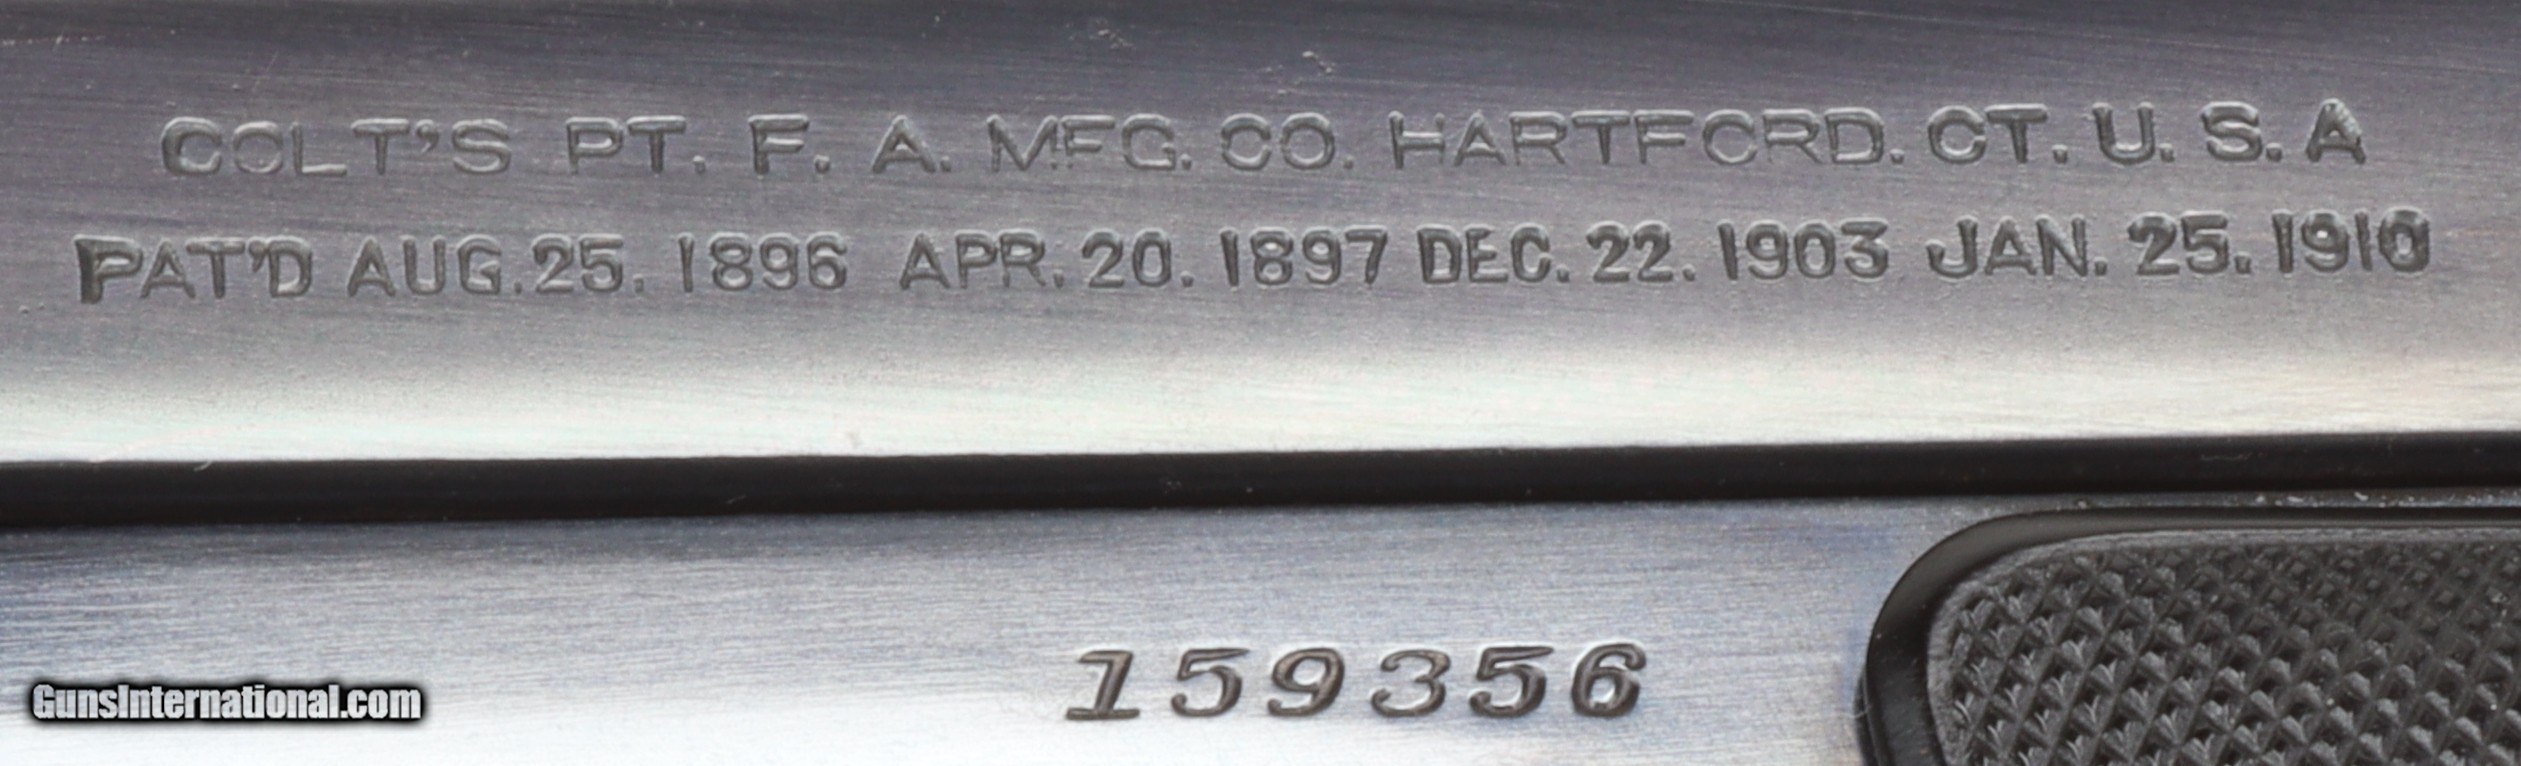 COLT'S PT. F. A. MFG. CO. HARTFORD. CT. U. S. A
PAT'D AUG. 25. 1896 APR. 20. 1897 DEC. 22. 1903 JAN. 25. 1910
159356
GunsInternational.com